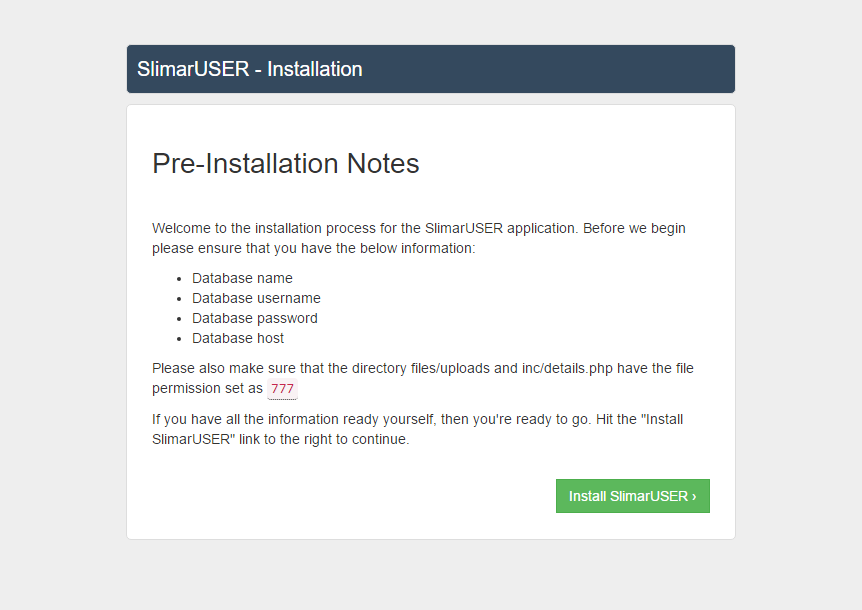 SlimarUSER - Installation
Pre-Installation Notes
Welcome to the installation process for the SlimarUSER application. Before we begin
please ensure that you have the below information:
• Database name
• Database username
• Database password
• Database host
Please also make sure that the directory files/uploads and inc/details.php have the file
permission set as 777
If you have all the information ready yourself, then you're ready to go. Hit the "Install
SlimarUSER" link to the right to continue.
Install SlimarUSER ›